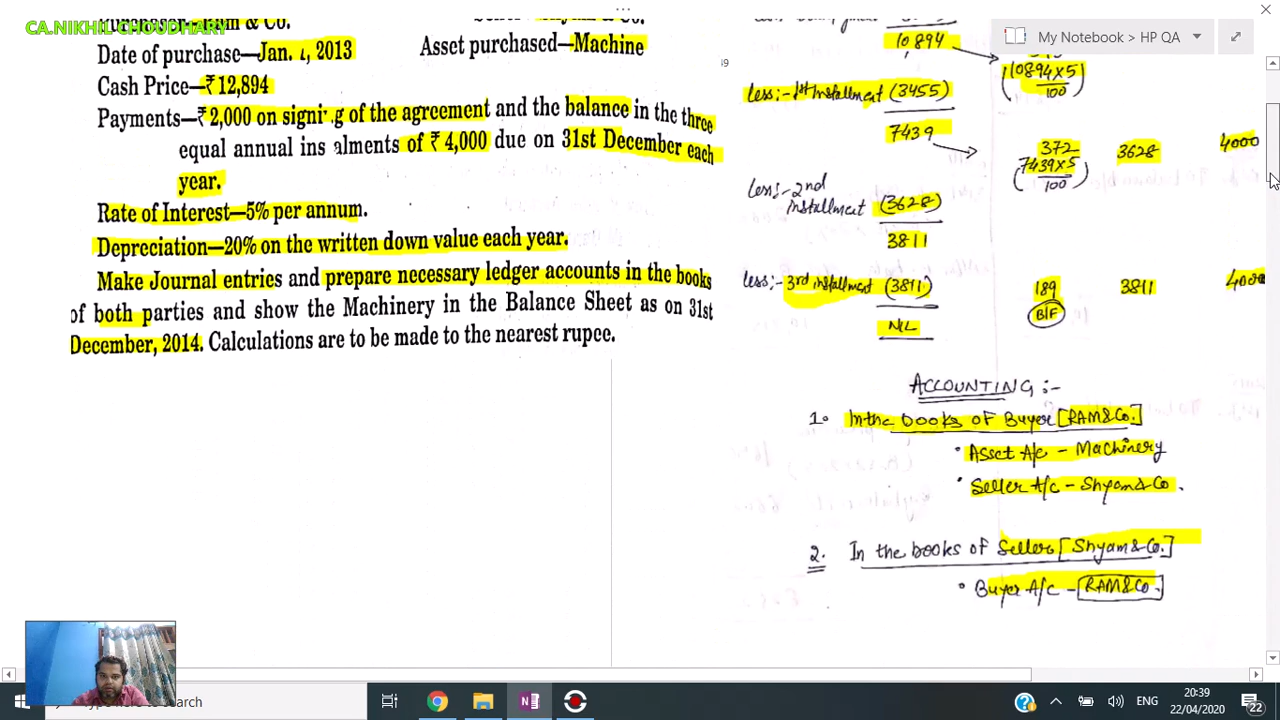 CA.NIKHIL CHOUDHARY
Date of purchase—Jan. 1, 2013
Asset purchased—Machine
Cash Price—₹12,894
Payments—₹2,000 on signing of the agreement and the balance in the three
equal annual instalments of ₹4,000 due on 31st December each
year.
Rate of Interest—5% per annum.
Depreciation—20% on the written down value each year.
Make Journal entries and prepare necessary ledger accounts in the books
of both parties and show the Machinery in the Balance Sheet as on 31st
December, 2014. Calculations are to be made to the nearest rupee.
49
10894
(10894×5
100)
less:- 1st Installment (3455)
7439
372
(7439×5
100)
3628
4000
less:- 2nd
Installment (3628)
3811
less:- 3rd installment (3811)
189
3811
4000
B/F
NIL
ACCOUNTING :-
1. In the books of Buyer [RAM&Co.]
• Asset A/c - Machinery
• Seller A/c - Shyam&Co.
2. In the books of Seller [Shyam&Co.]
• Buyer A/c - [RAM&Co.]
My Notebook > HP QA
ENG
20:39
22/04/2020
22